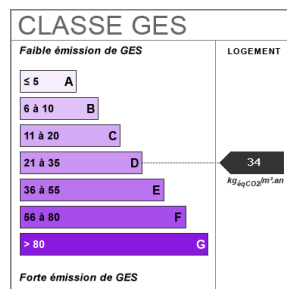 CLASSE GES
Faible émission de GES
LOGEMENT
≤ 5 A
6 à 10 B
11 à 20 C
21 à 35 D
34
kgéqCO2/m².an
36 à 55 E
56 à 80 F
> 80 G
Forte émission de GES